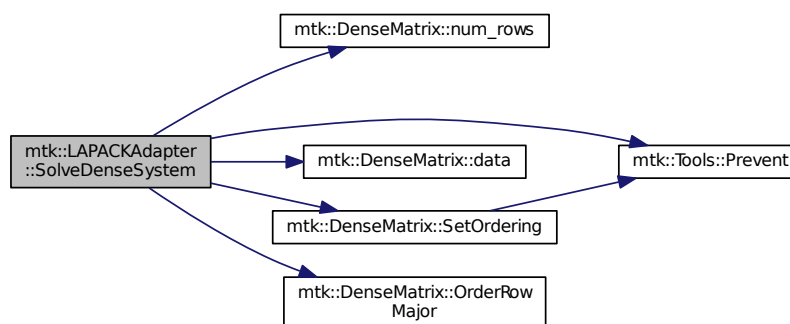 mtk::DenseMatrix::num_rows
mtk::LAPACKAdapter
::SolveDenseSystem
mtk::DenseMatrix::data
mtk::Tools::Prevent
mtk::DenseMatrix::SetOrdering
mtk::DenseMatrix::OrderRow
Major